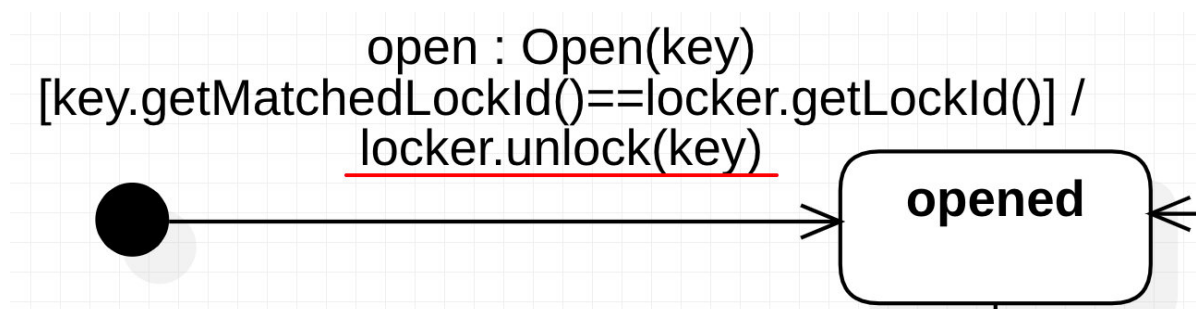 open : Open(key)
[key.getMatchedLockId()==locker.getLockId()] /
locker.unlock(key)
opened